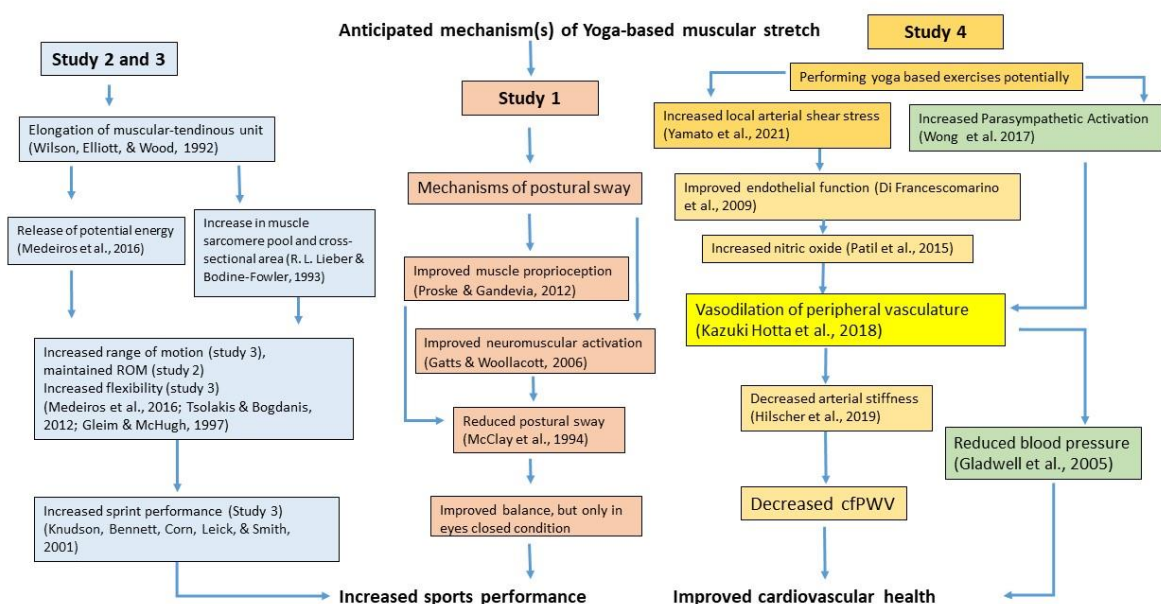 Anticipated mechanism(s) of Yoga-based muscular stretch
Study 2 and 3
Elongation of muscular-tendinous unit
(Wilson, Elliott, & Wood, 1992)
Release of potential energy
(Medeiros et al., 2016)
Increase in muscle
sarcomere pool and cross-
sectional area (R. L. Lieber &
Bodine-Fowler, 1993)
Increased range of motion (study 3),
maintained ROM (study 2)
Increased flexibility (study 3)
(Medeiros et al., 2016; Tsolakis & Bogdanis,
2012; Gleim & McHugh, 1997)
Increased sprint performance (Study 3)
(Knudson, Bennett, Corn, Leick, & Smith,
2001)
Study 1
Mechanisms of postural sway
Improved muscle proprioception
(Proske & Gandevia, 2012)
Improved neuromuscular activation
(Gatts & Woollacott, 2006)
Reduced postural sway
(McClay et al., 1994)
Improved balance, but only in
eyes closed condition
Increased sports performance
Study 4
Performing yoga based exercises potentially
Increased local arterial shear stress
(Yamato et al., 2021)
Increased Parasympathetic Activation
(Wong et al. 2017)
Improved endothelial function (Di Francescomarino
et al., 2009)
Increased nitric oxide (Patil et al., 2015)
Vasodilation of peripheral vasculature
(Kazuki Hotta et al., 2018)
Decreased arterial stiffness
(Hilscher et al., 2019)
Reduced blood pressure
(Gladwell et al., 2005)
Decreased cfPWV
Improved cardiovascular health